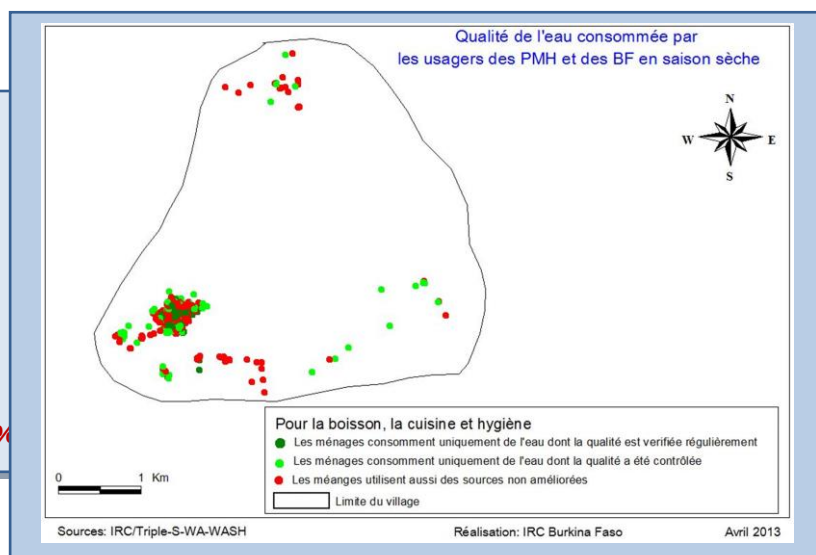 Qualité de l'eau consommée par
les usagers des PMH et des BF en saison sèche
N
W E
S
Pour la boisson, la cuisine et hygiène
Les ménages consomment uniquement de l'eau dont la qualité est verifiée régulièrement
Les ménages consomment uniquement de l'eau dont la qualité a été contrôlée
Les méanges utilisent aussi des sources non améliorées
Limite du village
0 1 Km
%
Sources: IRC/Triple-S-WA-WASH Réalisation: IRC Burkina Faso Avril 2013